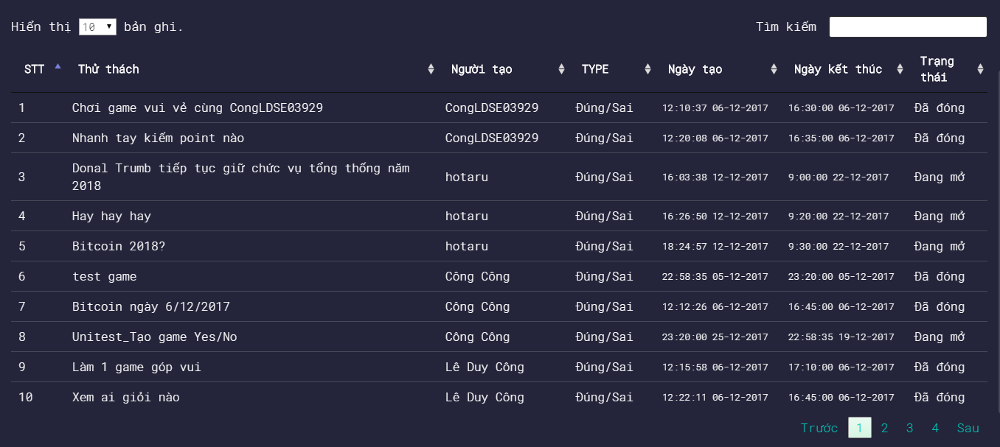 Hiển thị 10 bản ghi. Tìm kiếm
STT Thử thách Người tạo TYPE Ngày tạo Ngày kết thúc Trạng thái
1 Chơi game vui vẻ cùng CongLDSE03929 CongLDSE03929 Đúng/Sai 12:10:37 06-12-2017 16:30:00 06-12-2017 Đã đóng
2 Nhanh tay kiếm point nào CongLDSE03929 Đúng/Sai 12:20:08 06-12-2017 16:35:00 06-12-2017 Đã đóng
3 Donal Trumb tiếp tục giữ chức vụ tổng thống năm 2018 hotaru Đúng/Sai 16:03:38 12-12-2017 9:00:00 22-12-2017 Đang mở
4 Hay hay hay hotaru Đúng/Sai 16:26:50 12-12-2017 9:20:00 22-12-2017 Đang mở
5 Bitcoin 2018? hotaru Đúng/Sai 18:24:57 12-12-2017 9:30:00 22-12-2017 Đang mở
6 test game Công Công Đúng/Sai 22:58:35 05-12-2017 23:20:00 05-12-2017 Đã đóng
7 Bitcoin ngày 6/12/2017 Công Công Đúng/Sai 12:12:26 06-12-2017 16:45:00 06-12-2017 Đã đóng
8 Unitest_Tạo game Yes/No Công Công Đúng/Sai 23:20:00 25-12-2017 22:58:35 19-12-2017 Đang mở
9 Làm 1 game góp vui Lê Duy Công Đúng/Sai 12:15:58 06-12-2017 17:10:00 06-12-2017 Đã đóng
10 Xem ai giỏi nào Lê Duy Công Đúng/Sai 12:22:11 06-12-2017 16:45:00 06-12-2017 Đã đóng
Trước 1 2 3 4 Sau